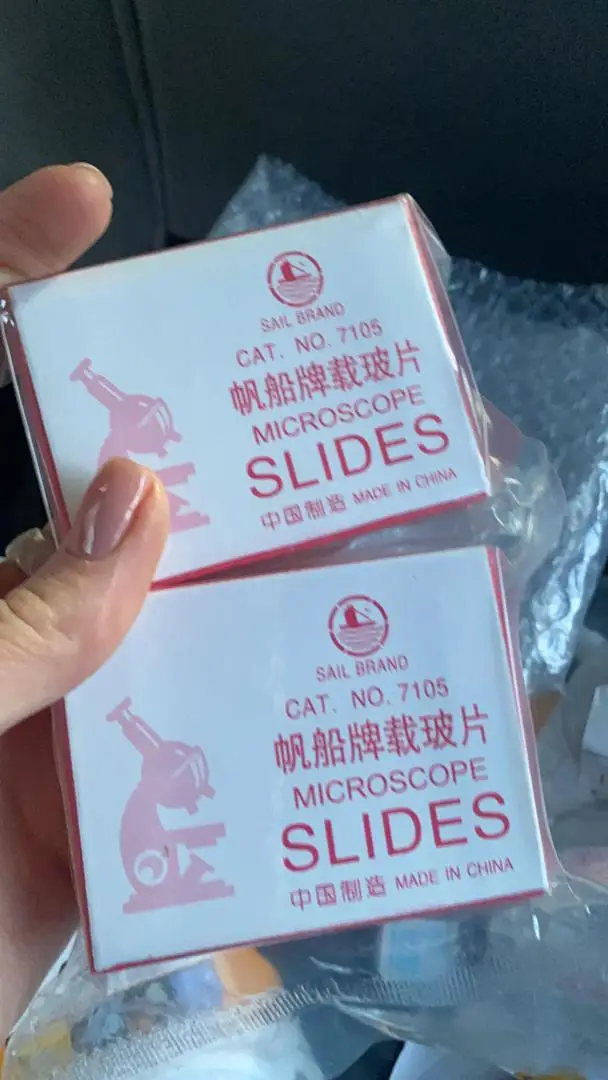 SAIL BRAND
CAT. NO. 7105
帆船牌载玻片
MICROSCOPE
SLIDES
中国制造 MADE IN CHINA
SAIL BRAND
CAT. NO. 7105
帆船牌载玻片
MICROSCOPE
SLIDES
中国制造 MADE IN CHINA